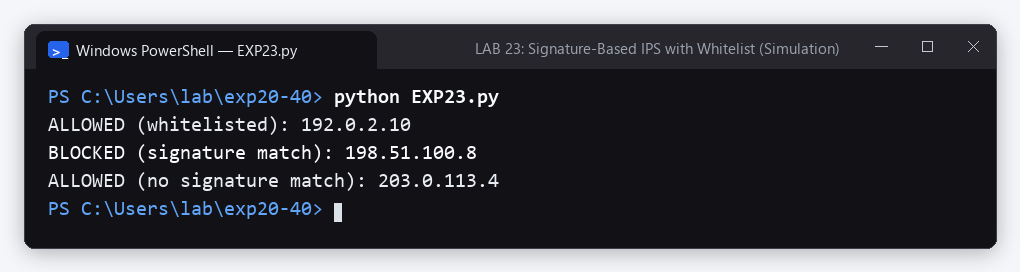 Windows PowerShell — EXP23.py
LAB 23: Signature-Based IPS with Whitelist (Simulation)
PS C:\Users\lab\exp20-40> python EXP23.py
ALLOWED (whitelisted): 192.0.2.10
BLOCKED (signature match): 198.51.100.8
ALLOWED (no signature match): 203.0.113.4
PS C:\Users\lab\exp20-40>